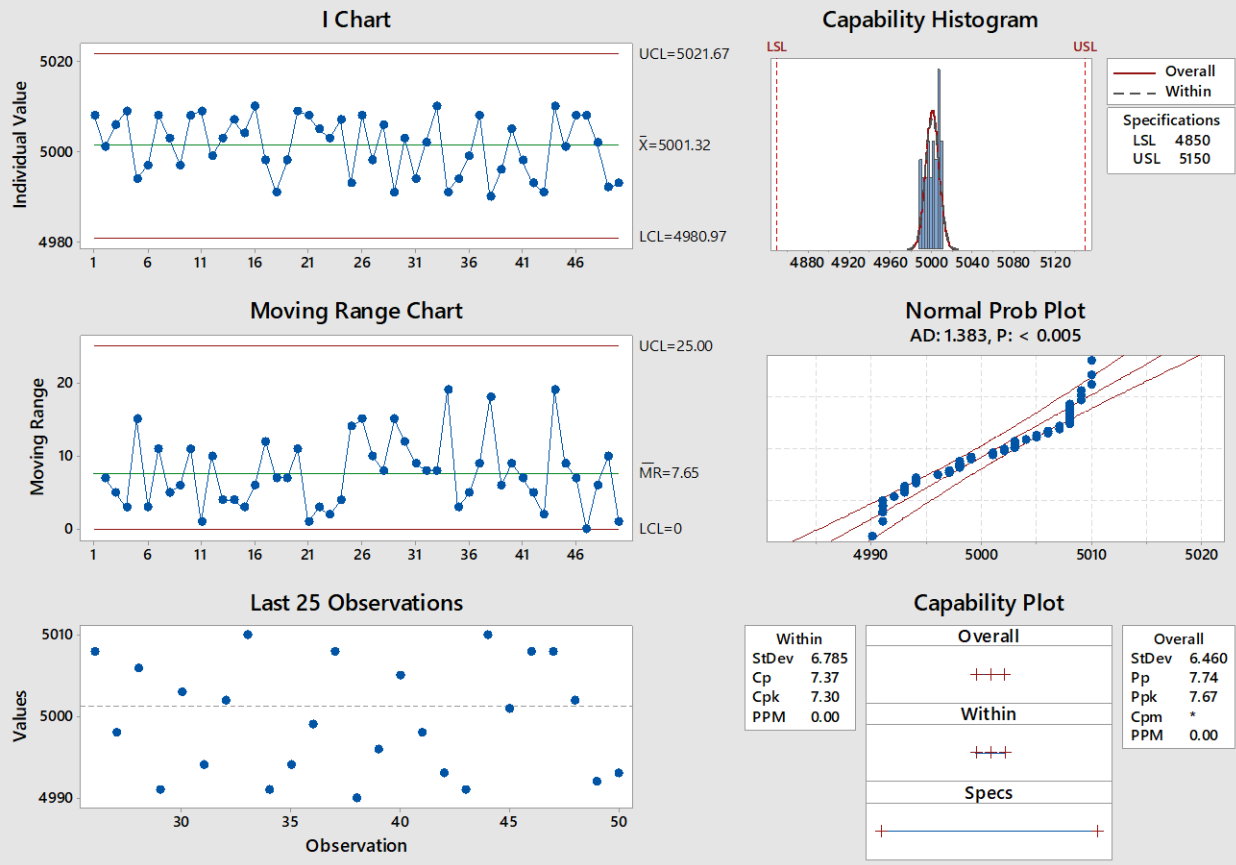 I Chart
Individual Value
5020
5000
4980
UCL=5021.67
X̄=5001.32
LCL=4980.97
1 6 11 16 21 26 31 36 41 46
Capability Histogram
LSL USL
4880 4920 4960 5000 5040 5080 5120
Overall
Within
Specifications
LSL 4850
USL 5150
Moving Range Chart
Moving Range
20
10
0
UCL=25.00
M̅R̅=7.65
LCL=0
1 6 11 16 21 26 31 36 41 46
Normal Prob Plot
AD: 1.383, P: < 0.005
4990 5000 5010 5020
Last 25 Observations
Values
5010
5000
4990
30 35 40 45 50
Observation
Capability Plot
Within
StDev 6.785
Cp 7.37
Cpk 7.30
PPM 0.00
Overall
Within
Specs
Overall
StDev 6.460
Pp 7.74
Ppk 7.67
Cpm *
PPM 0.00